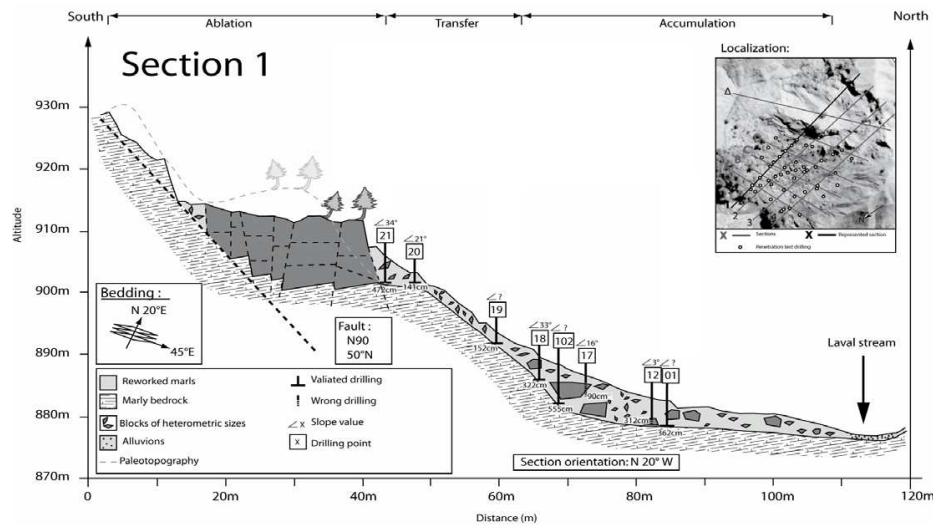 South
Ablation
Transfer
Accumulation
North
Section 1
Localization:
Altitude
930m
920m
910m
900m
890m
880m
870m
∠34°
21
472cm
∠21°
20
141cm
∠?
19
152cm
∠33°
18
322cm
∠ ?
102
555cm
∠16°
17
90cm
∠3°
12
312cm
∠ ?
01
362cm
2
3
Sections
Represented section
Penetration test drilling
Laval stream
Bedding :
N 20°E
45°E
Fault :
N90
50°N
Reworked marls
Marly bedrock
Blocks of heterometric sizes
Alluvions
Paleotopography
Valiated drilling
Wrong drilling
∠x Slope value
x Drilling point
Section orientation: N 20° W
0
20m
40m
60m
80m
100m
120m
Distance (m)